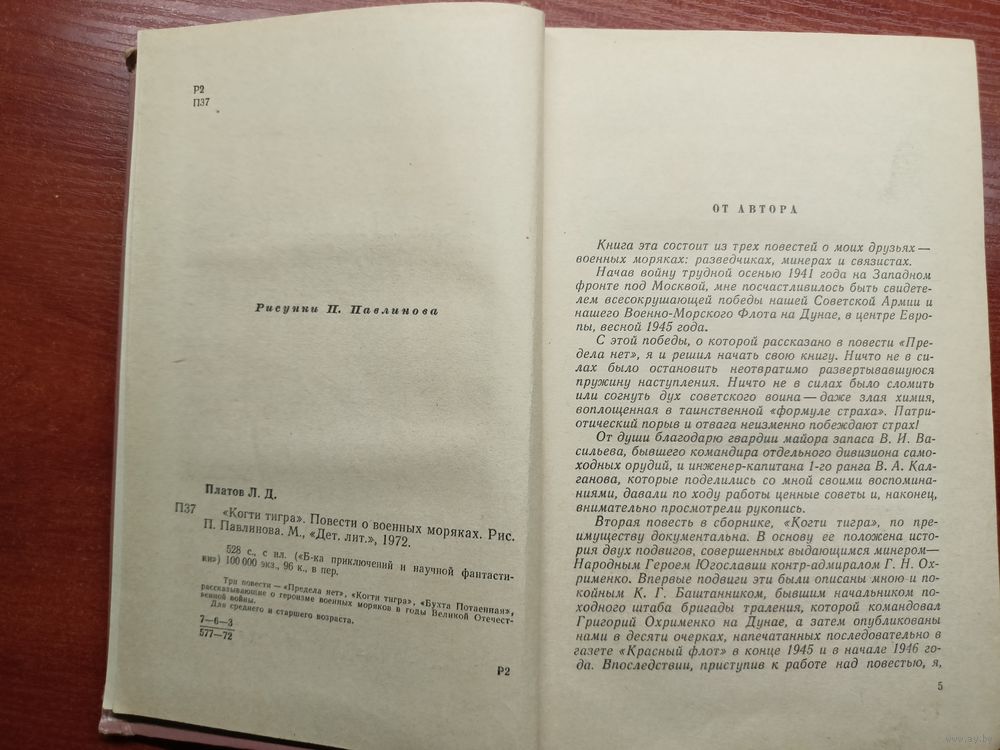 Р2
П37
Рисунки П. Павлинова
Платов Л. Д.
П37 «Когти тигра». Повести о военных моряках. Рис.
П. Павлинова. М., «Дет. лит.», 1972.
528 с., с ил. («Б-ка приключений и научной фантасти-
ки») 100 000 экз., 96 к., в пер.
Три повести — «Предела нет», «Когти тигра», «Бухта Потаенная»,
рассказывающие о героизме военных моряков в годы Великой Отечест-
венной войны.
Для среднего и старшего возраста.
7—6—3
577—72
Р2
ОТ АВТОРА
Книга эта состоит из трех повестей о моих друзьях —
военных моряках: разведчиках, минерах и связистах.
Начав войну трудной осенью 1941 года на Западном
фронте под Москвой, мне посчастливилось быть свидете-
лем всесокрушающей победы нашей Советской Армии и
нашего Военно-Морского Флота на Дунае, в центре Евро-
пы, весной 1945 года.
С этой победы, о которой рассказано в повести «Пре-
дела нет», я и решил начать свою книгу. Ничто не в си-
лах было остановить неотвратимо развертывавшуюся
пружину наступления. Ничто не в силах было сломить
или согнуть дух советского воина — даже злая химия,
воплощенная в таинственной «формуле страха». Патри-
отический порыв и отвага неизменно побеждают страх!
От души благодарю гвардии майора запаса В. И. Ва-
сильева, бывшего командира отдельного дивизиона само-
ходных орудий, и инженер-капитана 1-го ранга В. А. Кал-
ганова, которые поделились со мной своими воспомина-
ниями, давали по ходу работы ценные советы и, наконец,
внимательно просмотрели рукопись.
Вторая повесть в сборнике, «Когти тигра», по пре-
имуществу документальна. В основу ее положена исто-
рия двух подвигов, совершенных выдающимся минером —
Народным Героем Югославии контр-адмиралом Г. Н. Ох-
рименко. Впервые подвиги эти были описаны мною и по-
койным К. Г. Баштанником, бывшим начальником по-
ходного штаба бригады траления, которой командовал
Григорий Охрименко на Дунае, а затем опубликованы
нами в десяти очерках, напечатанных последовательно в
газете «Красный флот» в конце 1945 и в начале 1946 го-
да. Впоследствии, приступив к работе над повестью, я,
5
www.ay.by